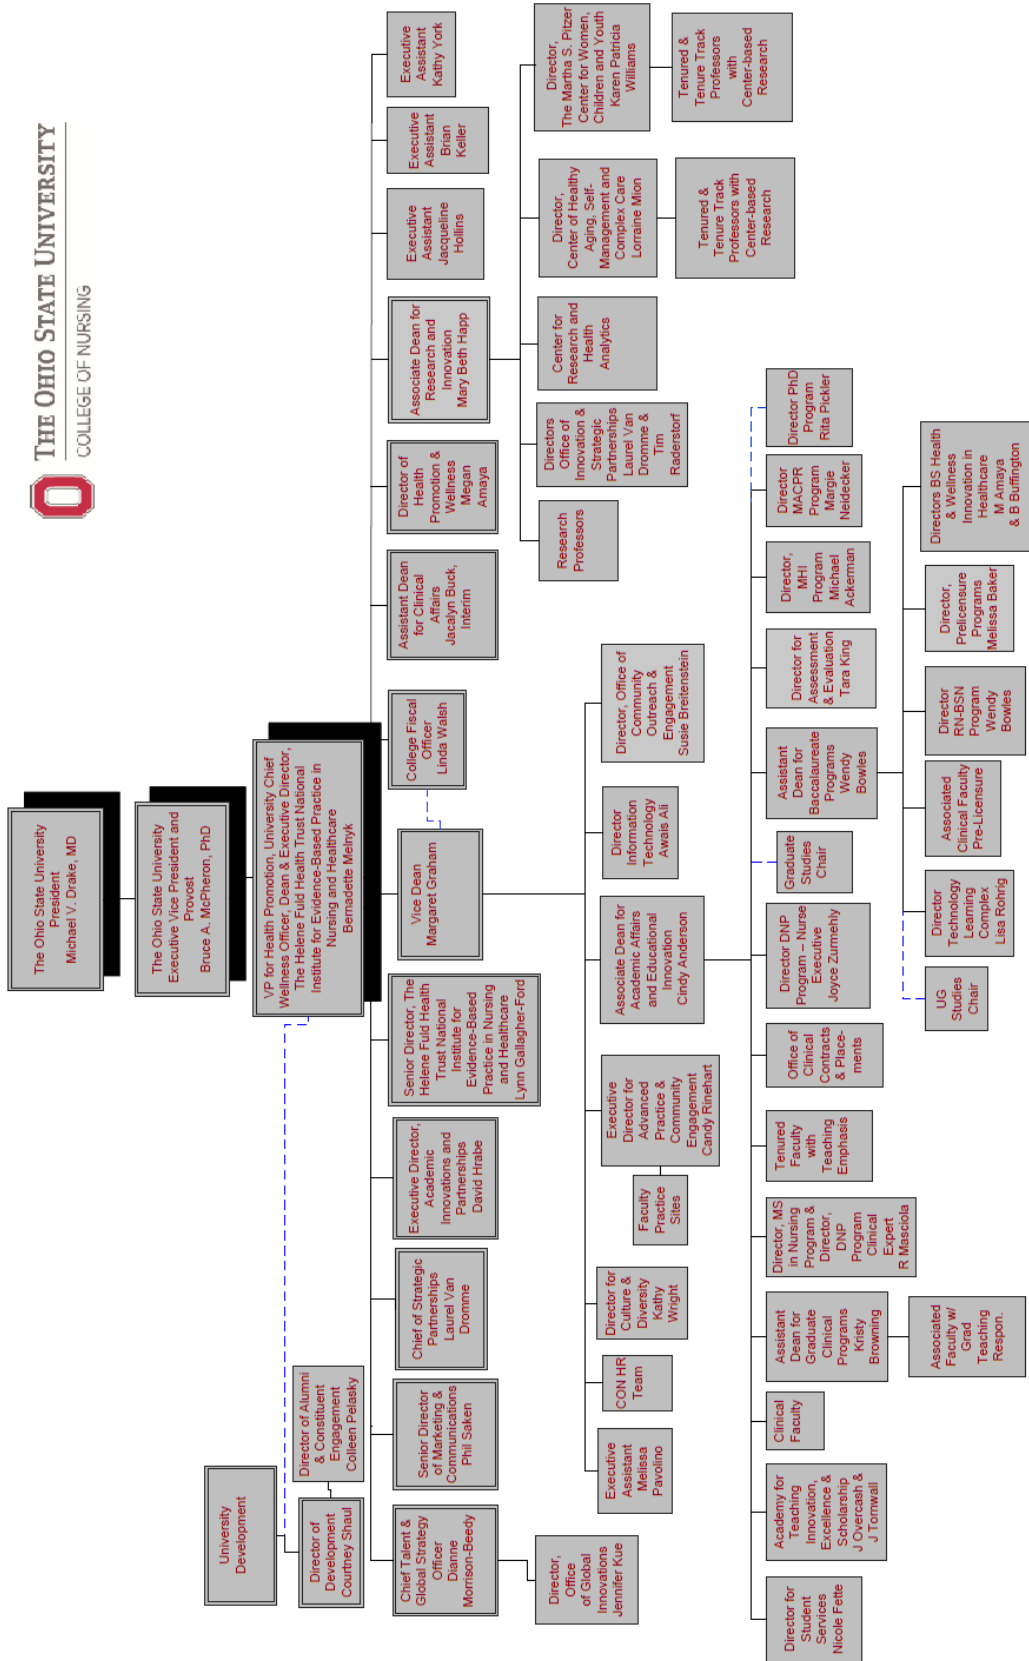 THE OHIO STATE UNIVERSITY
COLLEGE OF NURSING
The Ohio State University
President
Michael V. Drake, MD
The Ohio State University
Executive Vice President and
Provost
Bruce A. McPheron, PhD
VP for Health Promotion, University Chief
Wellness Officer, Dean & Executive Director,
The Helene Fuld Health Trust National
Institute for Evidence-Based Practice in
Nursing and Healthcare
Bernadette Melnyk
University
Development
Director of
Development
Courtney Shaul
Director of Alumni
& Constituent
Engagement
Colleen Pelasky
Chief Talent &
Global Strategy
Officer
Dianne
Morrison-Beedy
Senior Director
of Marketing &
Communications
Phil Saken
Chief of Strategic
Partnerships
Laurel Van
Dromme
Executive Director,
Academic
Innovations and
Partnerships
David Hrabe
Senior Director, The
Helene Fuld Health
Trust National
Institute for
Evidence-Based
Practice in Nursing
and Healthcare
Lynn Gallagher-Ford
Vice Dean
Margaret Graham
College Fiscal
Officer
Linda Walsh
Assistant Dean
for Clinical
Affairs
Jacalyn Buck,
Interim
Director of
Health
Promotion &
Wellness
Megan
Amaya
Associate Dean for
Research and
Innovation
Mary Beth Happ
Executive
Assistant
Jacqueline
Hollins
Executive
Assistant
Brian
Keller
Executive
Assistant
Kathy York
Director,
Office
of Global
Innovations
Jennifer Kue
Research
Professors
Directors
Office of
Innovation &
Strategic
Partnerships
Laurel Van
Dromme &
Tim
Raderstorf
Center for
Research and
Health
Analytics
Director,
Center of Healthy
Aging, Self-
Management and
Complex Care
Lorraine Mion
Director,
The Martha S. Pitzer
Center for Women,
Children and Youth
Karen Patricia
Williams
Tenured &
Tenure Track
Professors with
Center-based
Research
Tenured &
Tenure Track
Professors
with
Center-based
Research
Executive
Assistant
Melissa
Pavolino
CON HR
Team
Director for
Culture &
Diversity
Kathy
Wright
Faculty
Practice
Sites
Executive
Director for
Advanced
Practice &
Community
Engagement
Candy Rinehart
Associate Dean for
Academic Affairs
and Educational
Innovation
Cindy Anderson
Director
Information
Technology
Awais Ali
Director, Office of
Community
Outreach &
Engagement
Susie Breitenstein
Director for
Student
Services
Nicole Fette
Academy for
Teaching
Innovation,
Excellence &
Scholarship
J Overcash &
J Tornwall
Clinical
Faculty
Assistant
Dean for
Graduate
Clinical
Programs
Kristy
Browning
Director, MS
in Nursing
Program &
Director,
DNP
Program
Clinical
Expert
R Masciola
Tenured
Faculty
with
Teaching
Emphasis
Office of
Clinical
Contracts
& Place-
ments
Director DNP
Program – Nurse
Executive
Joyce Zurmehly
Graduate
Studies
Chair
Assistant
Dean for
Baccalaureate
Programs
Wendy
Bowles
Director for
Assessment
& Evaluation
Tara King
Director,
MHI
Program
Michael
Ackerman
Director
MACPR
Program
Margie
Neidecker
Director PhD
Program
Rita Pickler
Associated
Faculty w/
Grad
Teaching
Respon.
UG
Studies
Chair
Director
Technology
Learning
Complex
Lisa Rohrig
Associated
Clinical Faculty
Pre-Licensure
Director
RN-BSN
Program
Wendy
Bowles
Director,
Prelicensure
Programs
Melissa Baker
Directors BS Health
& Wellness
Innovation in
Healthcare
M Amaya
& B Buffington